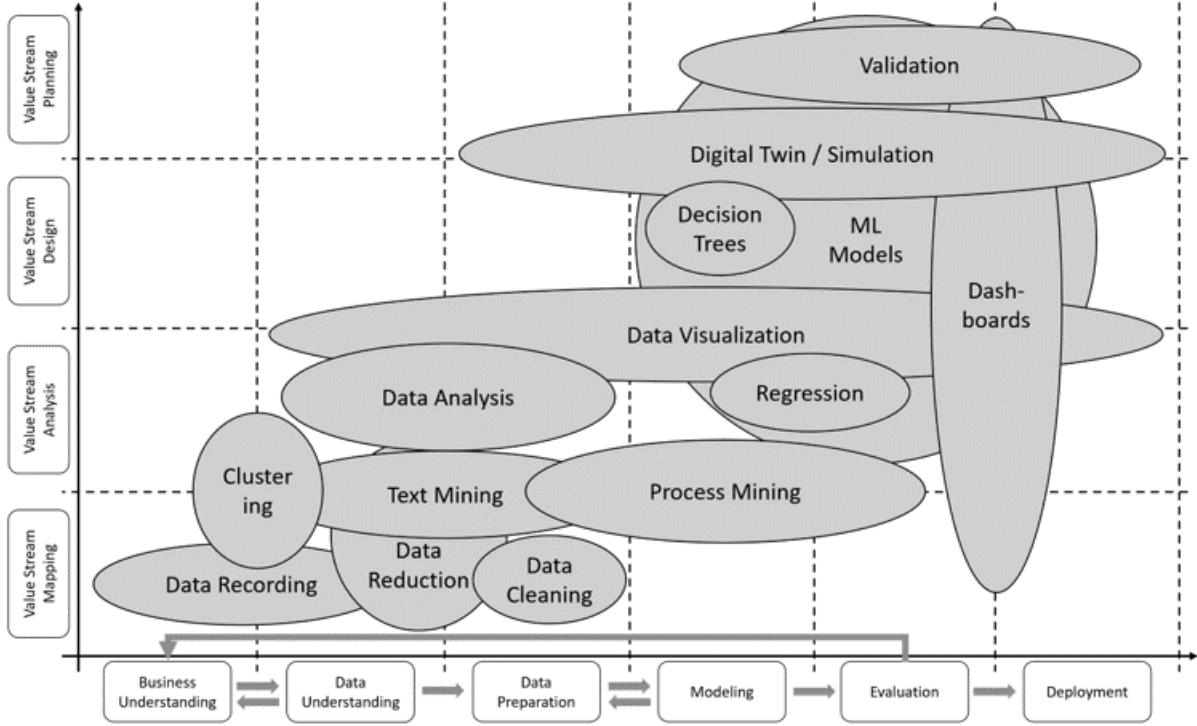 Value Stream
Planning
Validation
Digital Twin / Simulation
Value Stream
Design
Decision
Trees
ML
Models
Dash-
boards
Data Visualization
Value Stream
Analysis
Data Analysis
Regression
Cluster
ing
Text Mining
Process Mining
Value Stream
Mapping
Data Recording
Data
Reduction
Data
Cleaning
Business
Understanding
Data
Understanding
Data
Preparation
Modeling
Evaluation
Deployment